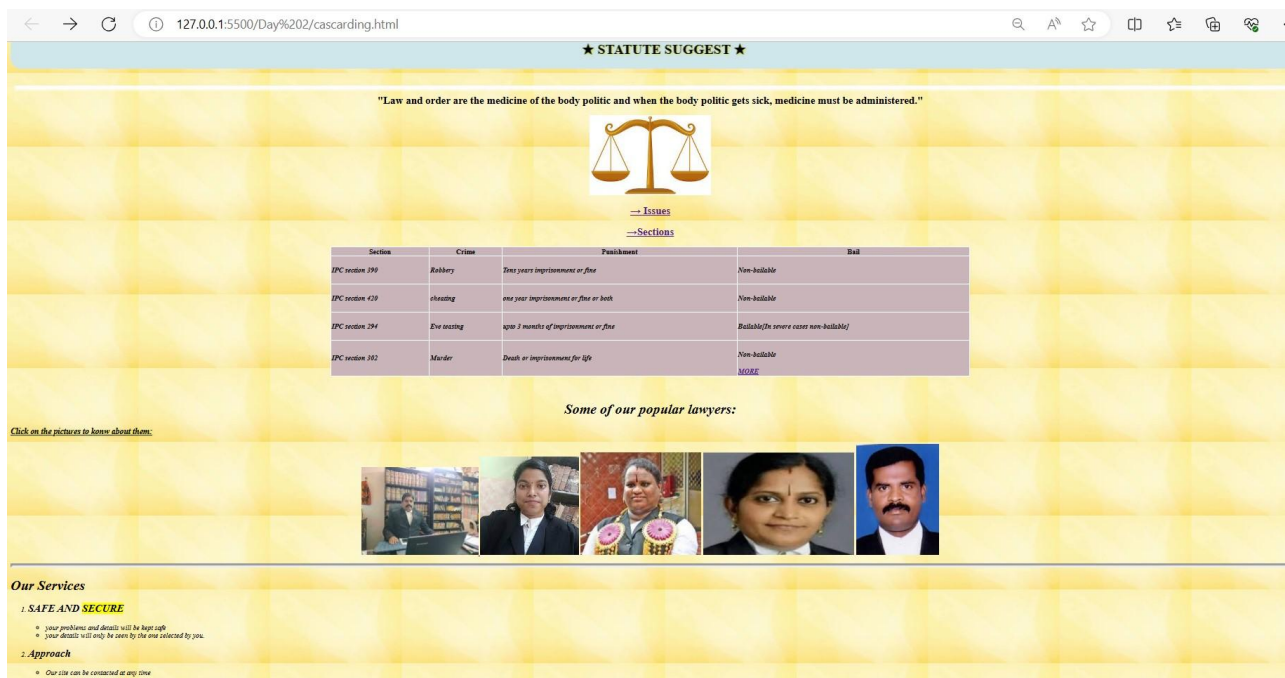 127.0.0.1:5500/Day%202/cascarding.html
★ STATUTE SUGGEST ★
"Law and order are the medicine of the body politic and when the body politic gets sick, medicine must be administered."
→ Issues
→Sections
Section Crime Punishment Bail
IPC section 390 Robbery Tens years imprisonment or fine Non-bailable
IPC section 420 cheating one year imprisonment or fine or both Non-bailable
IPC section 294 Eve teasing upto 3 months of imprisonment or fine Bailable[In severe cases non-bailable]
IPC section 302 Murder Death or imprisonment for life Non-bailable
MORE
Some of our popular lawyers:
Click on the pictures to konw about them:
Our Services
1. SAFE AND SECURE
your problems and details will be kept safe
your details will only be seen by the one selected by you.
2. Approach
Our site can be contacted at any time